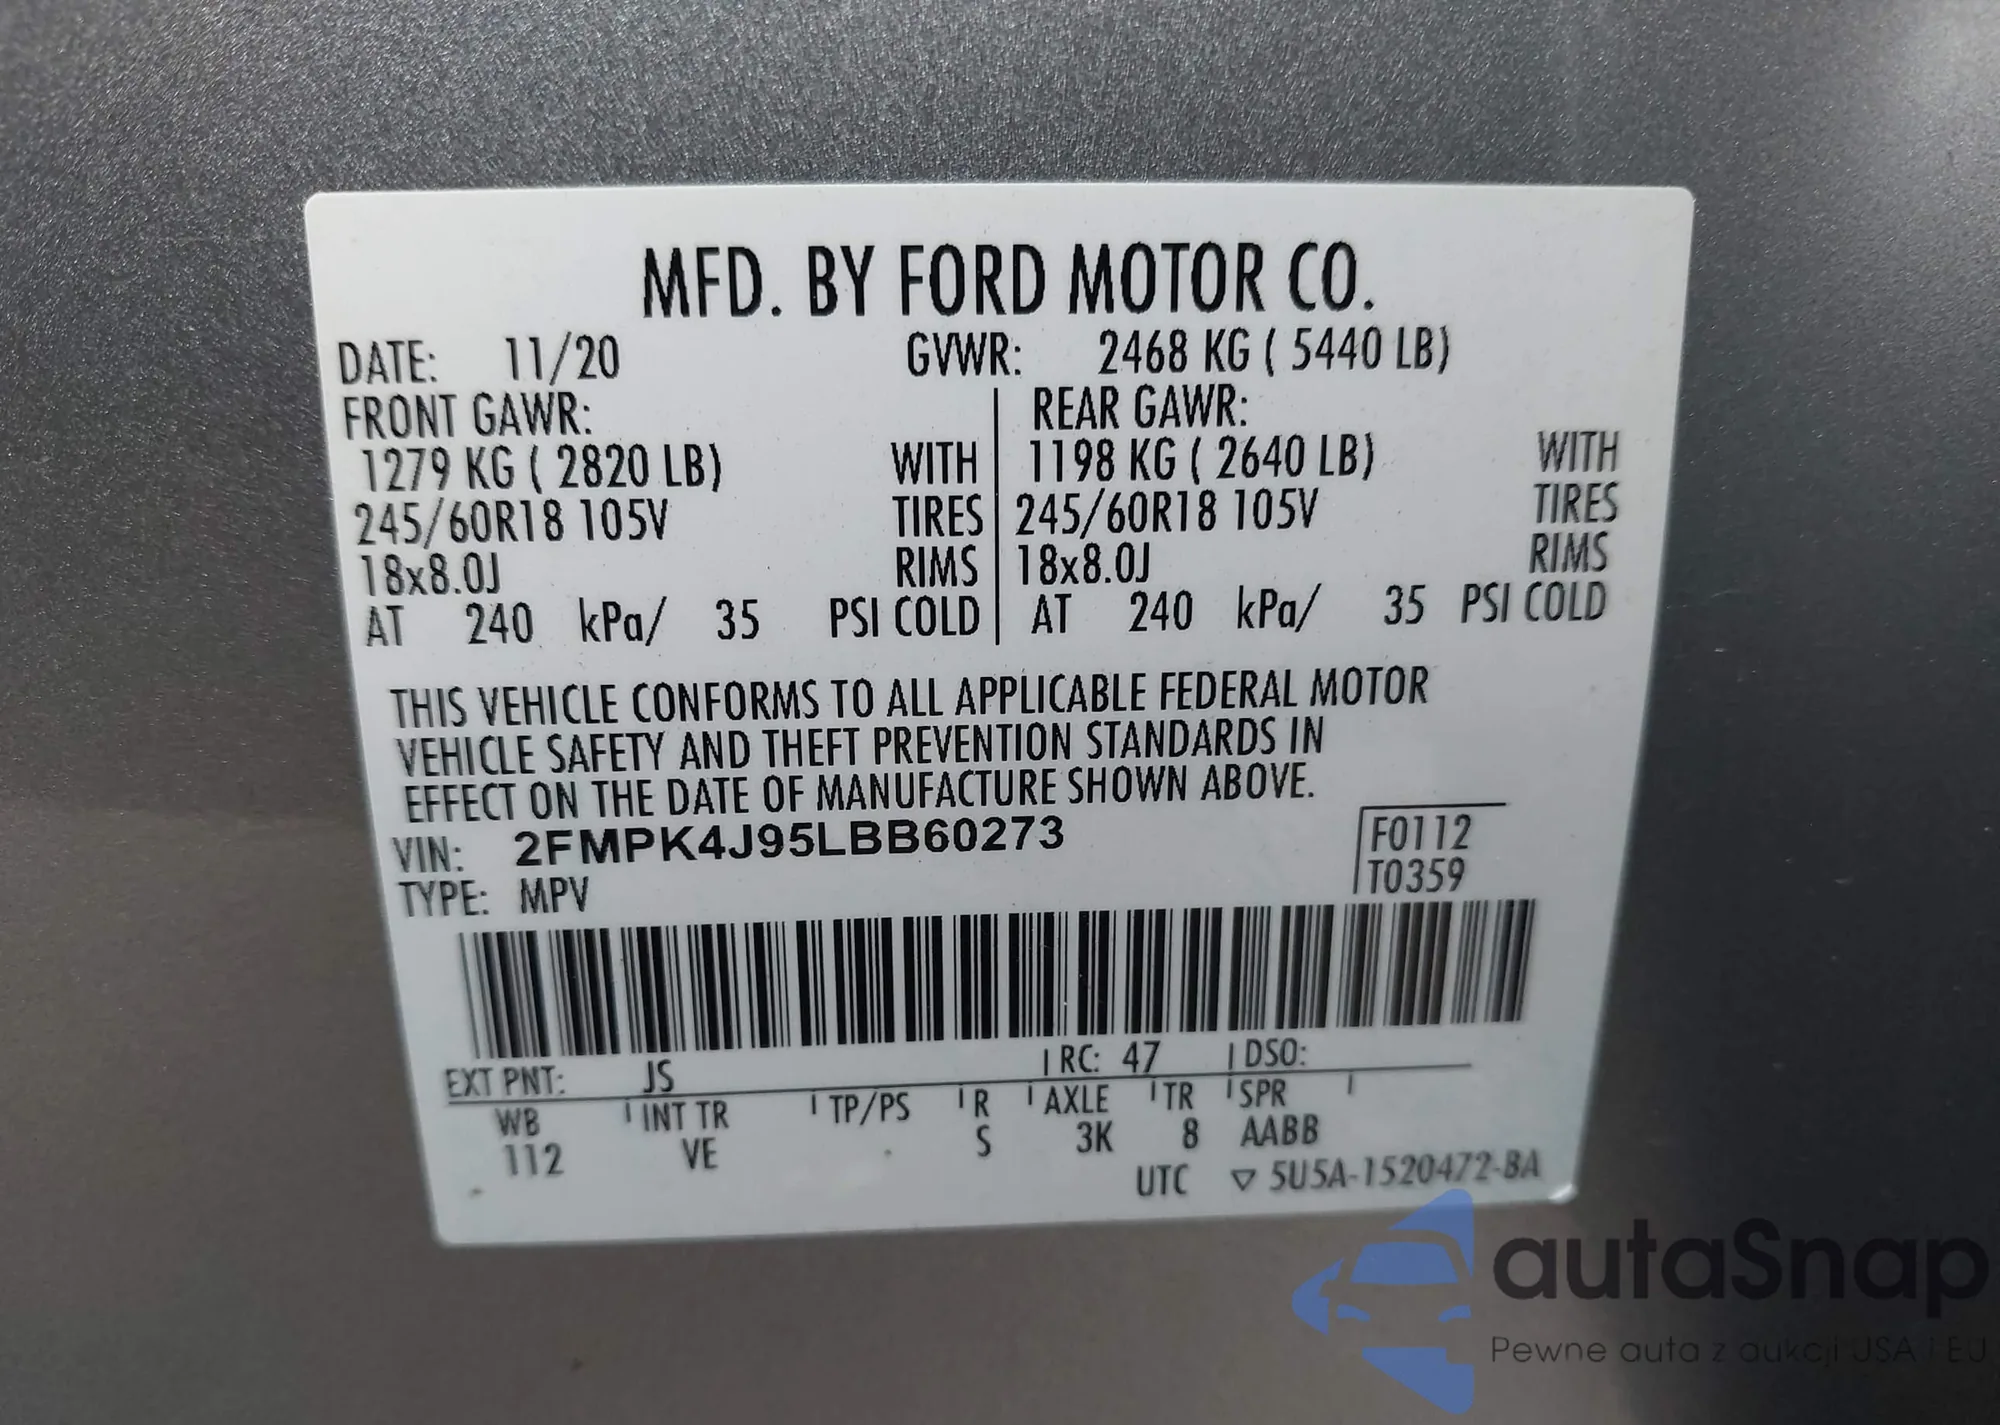 MFD. BY FORD MOTOR CO.
DATE: 11/20 GVWR: 2468 KG ( 5440 LB)
FRONT GAWR: REAR GAWR:
1279 KG ( 2820 LB) WITH 1198 KG ( 2640 LB) WITH
245/60R18 105V TIRES 245/60R18 105V TIRES
18x8.0J RIMS 18x8.0J RIMS
AT 240 kPa/ 35 PSI COLD AT 240 kPa/ 35 PSI COLD
THIS VEHICLE CONFORMS TO ALL APPLICABLE FEDERAL MOTOR
VEHICLE SAFETY AND THEFT PREVENTION STANDARDS IN
EFFECT ON THE DATE OF MANUFACTURE SHOWN ABOVE.
VIN: 2FMPK4J95LBB60273 F0112
TYPE: MPV T0359
EXT PNT: JS RC: 47 DSO:
WB INT TR TP/PS R AXLE TR SPR
112 VE S 3K 8 AABB
UTC ▽ 5U5A-1520472-BA
autaSnap
Pewne auta z aukcji USA i EU